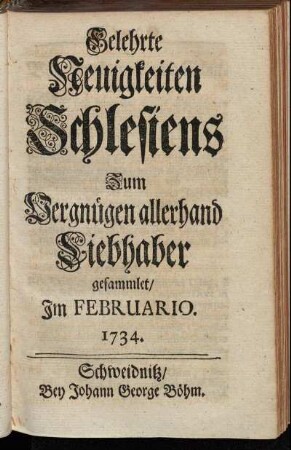 Gelehrte
Neuigkeiten
Schlesiens
Zum
Vergnügen allerhand
Liebhaber
gesammlet/
Im FEBRUARIO.
1734.
Schweidnitz/
Bey Johann George Böhm.